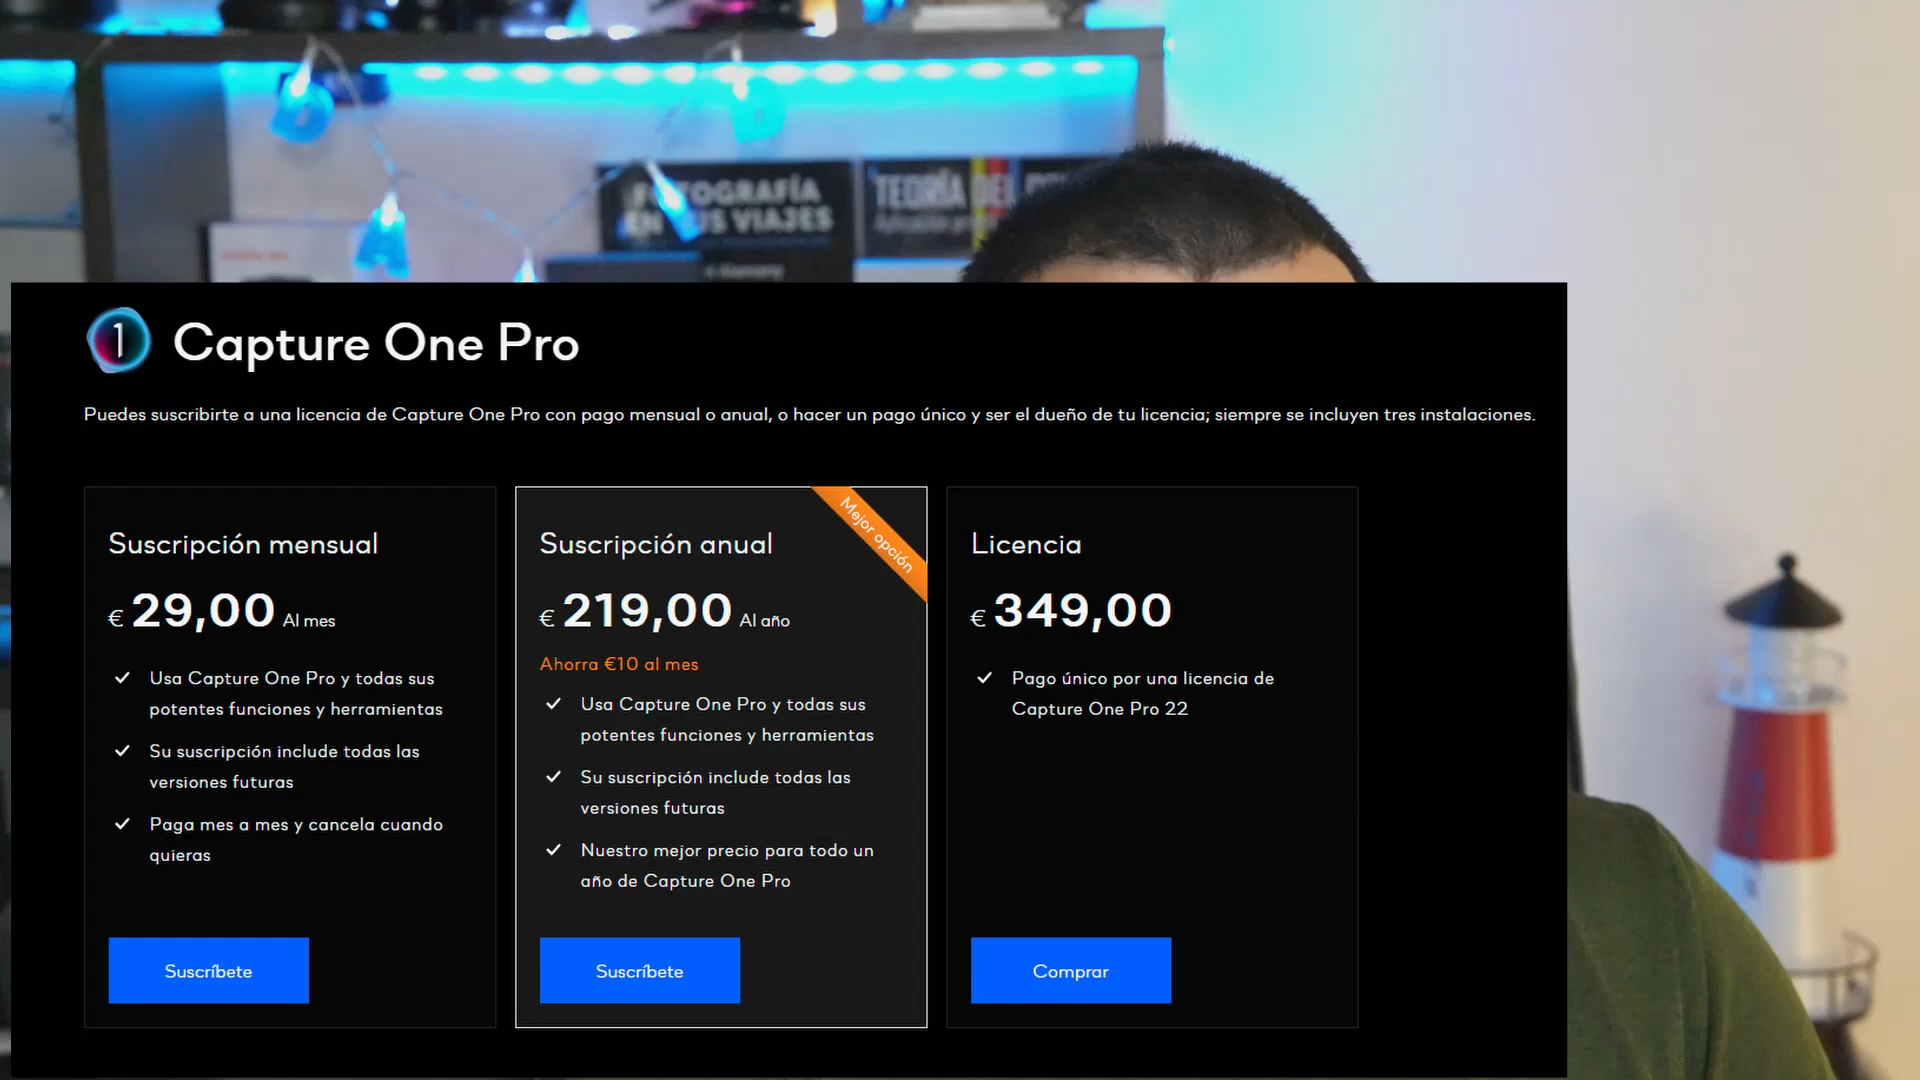 FOTOGRAFÍA
EN TUS VIAJES
TEORÍA DEL
1 Capture One Pro
Puedes suscribirte a una licencia de Capture One Pro con pago mensual o anual, o hacer un pago único y ser el dueño de tu licencia; siempre se incluyen tres instalaciones.
Suscripción mensual
€ 29,00 Al mes
Usa Capture One Pro y todas sus
potentes funciones y herramientas
Su suscripción include todas las
versiones futuras
Paga mes a mes y cancela cuando
quieras
Suscríbete
Mejor opción
Suscripción anual
€ 219,00 Al año
Ahorra €10 al mes
Usa Capture One Pro y todas sus
potentes funciones y herramientas
Su suscripción include todas las
versiones futuras
Nuestro mejor precio para todo un
año de Capture One Pro
Suscríbete
Licencia
€ 349,00
Pago único por una licencia de
Capture One Pro 22
Comprar